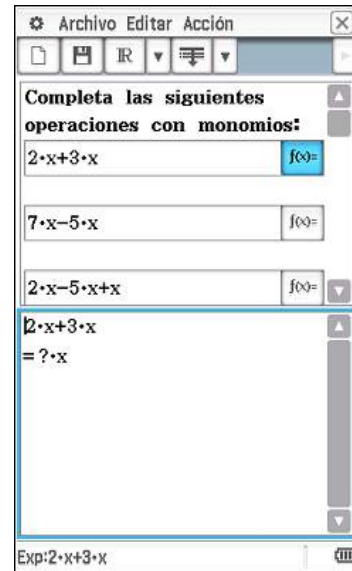 Archivo Editar Acción
ℝ
Completa las siguientes
operaciones con monomios:
2·x+3·x
f(x)=
7·x−5·x
f(x)=
2·x−5·x+x
f(x)=
2·x+3·x
=?·x
Exp:2·x+3·x